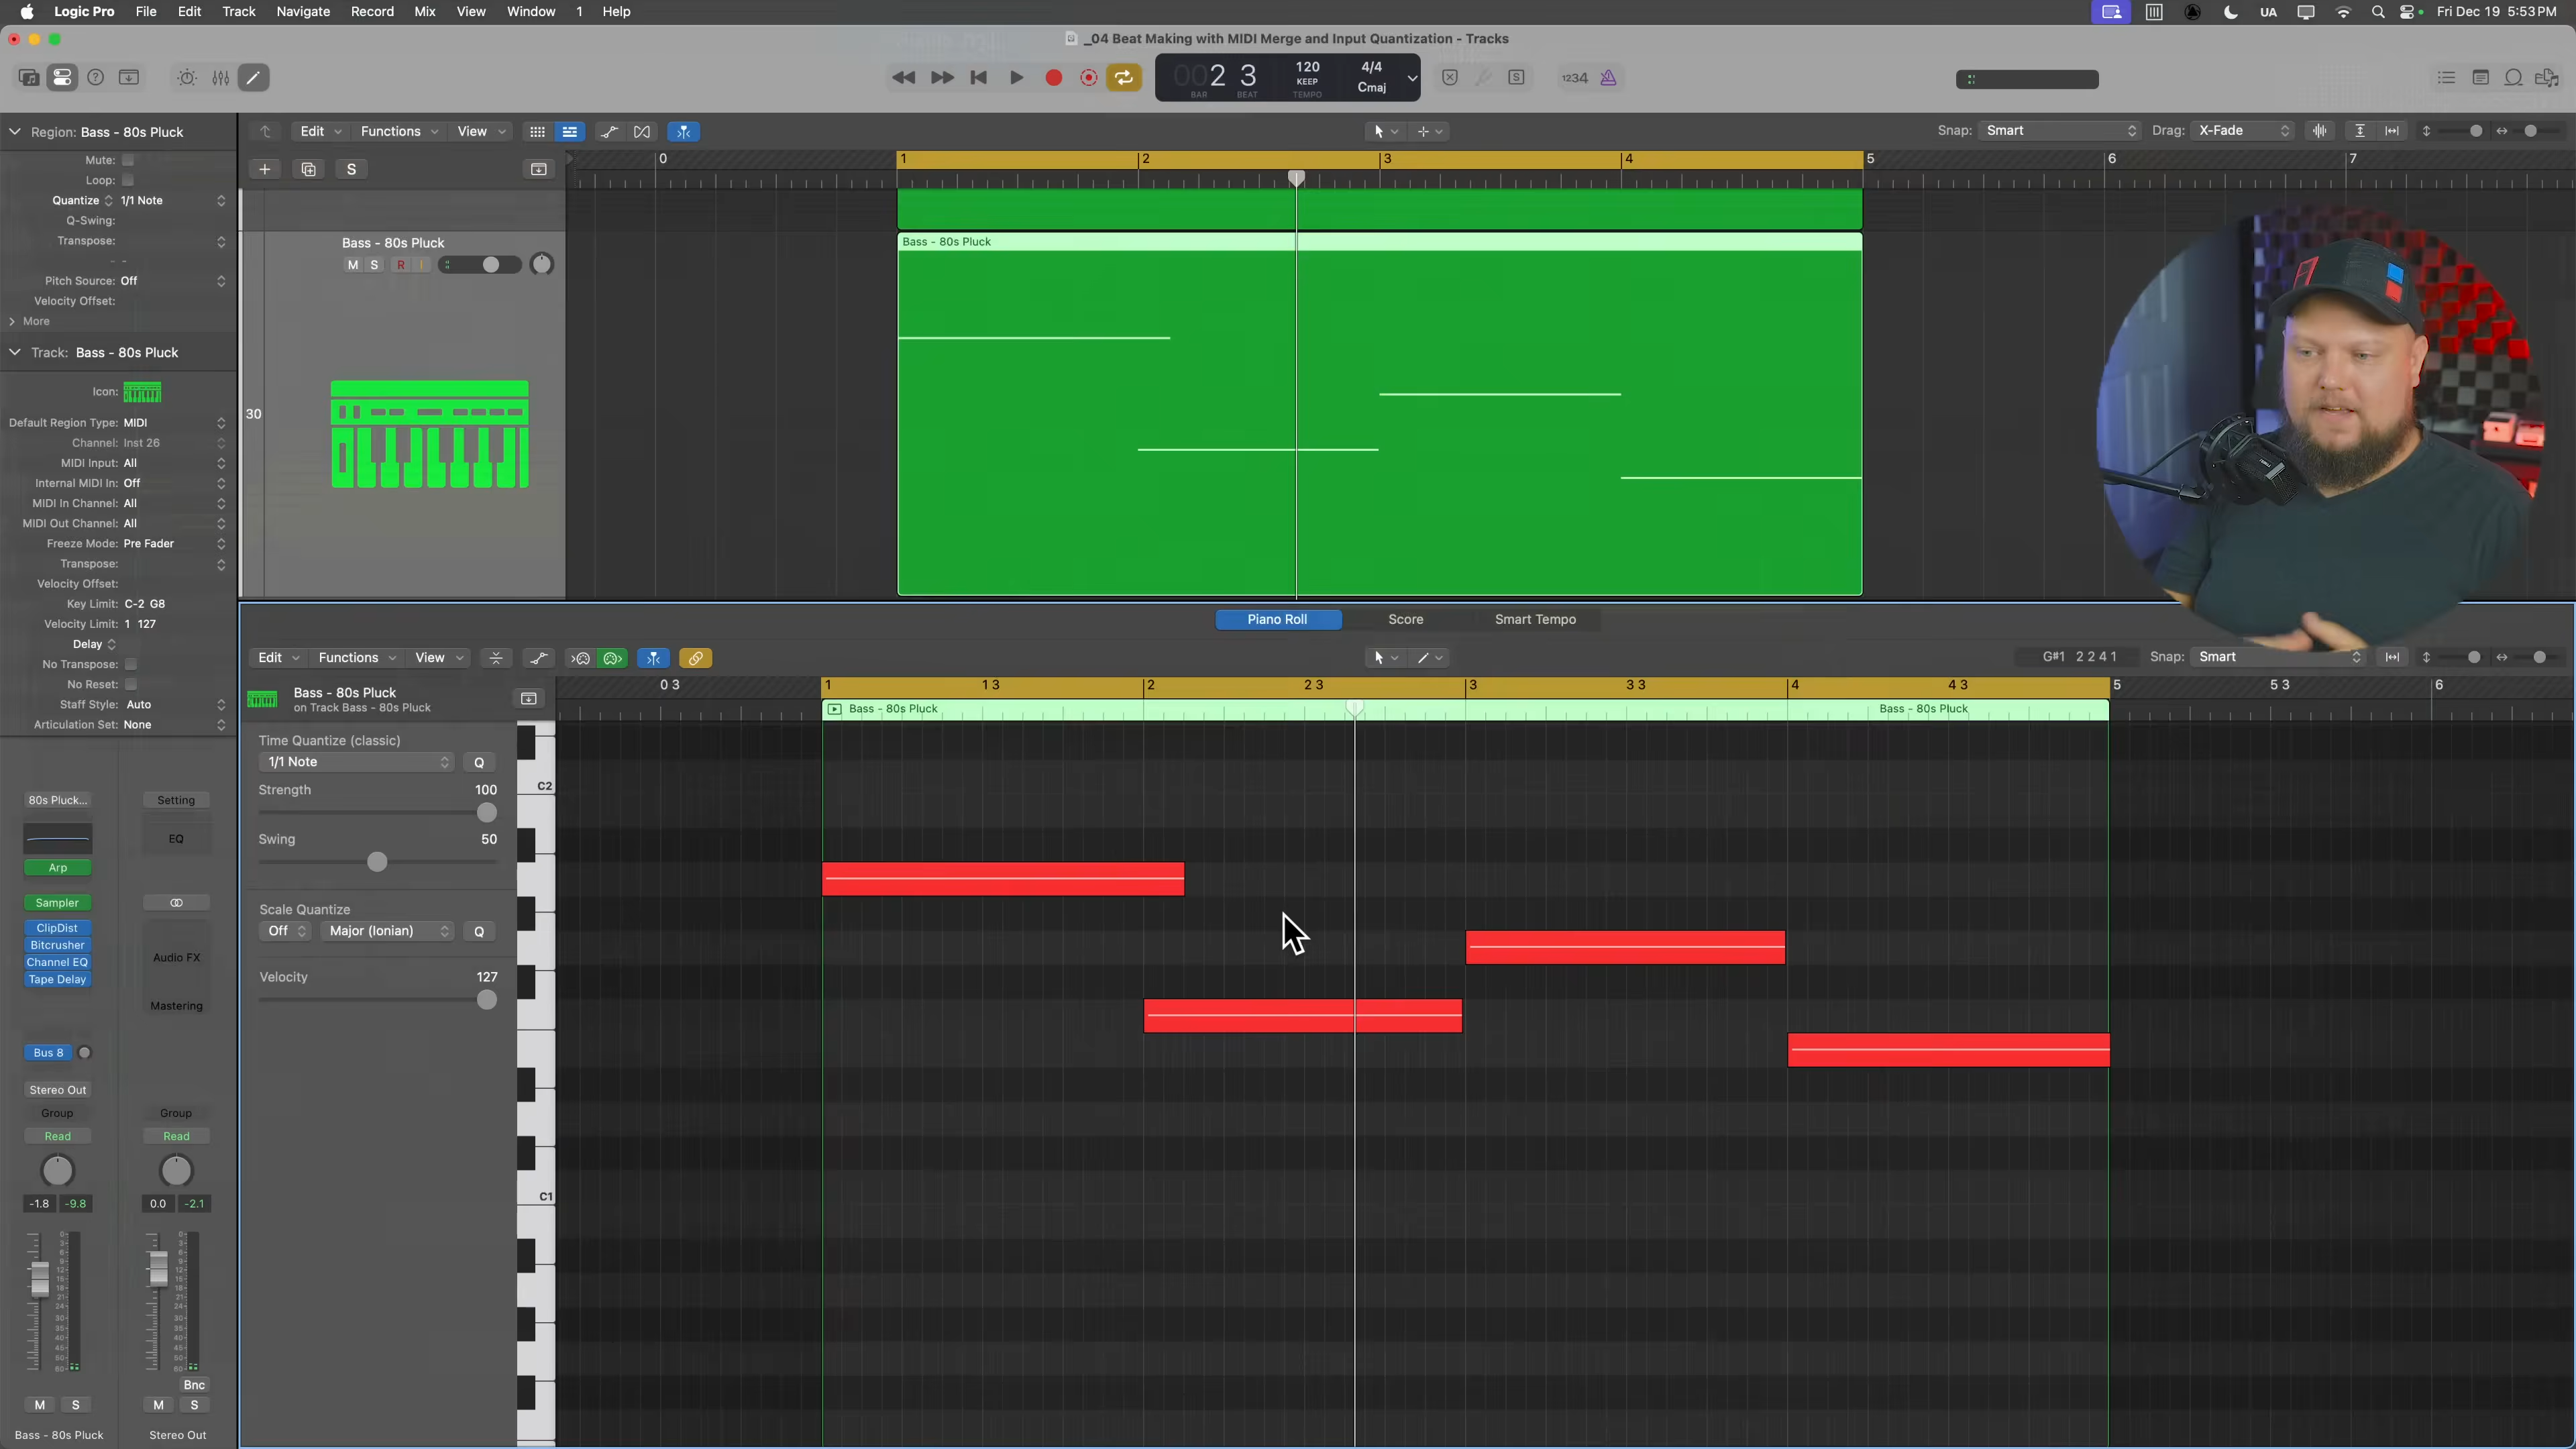 Logic Pro File Edit Track Navigate Record Mix View Window 1 Help UA Fri Dec 19 5:53 PM
_04 Beat Making with MIDI Merge and Input Quantization - Tracks
002 3 120 4/4
KEEP Cmaj 1234
BAR BEAT TEMPO
Region: Bass - 80s Pluck
Mute:
Loop:
Quantize 1/1 Note
Q-Swing:
Transpose:
Pitch Source: Off
Velocity Offset:
More
Track: Bass - 80s Pluck
Icon:
Default Region Type: MIDI
Channel: Inst 26
MIDI Input: All
Internal MIDI In: Off
MIDI In Channel: All
MIDI Out Channel: All
Freeze Mode: Pre Fader
Transpose:
Velocity Offset:
Key Limit: C-2 G8
Velocity Limit: 1 127
Delay
No Transpose:
No Reset:
Staff Style: Auto
Articulation Set: None
80s Pluck... Setting
EQ
Arp
Sampler
ClipDist
Bitcrusher
Audio FX
Channel EQ
Tape Delay
Mastering
Bus 8
Stereo Out
Group Group
Read Read
-1.8 -9.8 0.0 -2.1
Bnc
M S M S
Bass - 80s Pluck Stereo Out
Edit Functions View Snap: Smart Drag: X-Fade
S
0 1 2 3 4 5 6 7
Bass - 80s Pluck
M S R I
30
Bass - 80s Pluck
Piano Roll Score Smart Tempo
Edit Functions View G#1 2 2 4 1 Snap: Smart
Bass - 80s Pluck
on Track Bass - 80s Pluck
0 3 1 1 3 2 2 3 3 3 3 4 4 3 5 5 3 6
Bass - 80s Pluck Bass - 80s Pluck
Time Quantize (classic)
1/1 Note Q
Strength 100
Swing 50
Scale Quantize
Off Major (Ionian) Q
Velocity 127
C2
C1